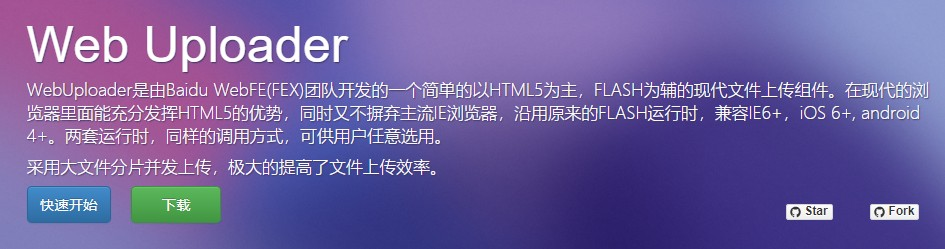 Web Uploader
WebUploader是由Baidu WebFE(FEX)团队开发的一个简单的以HTML5为主，FLASH为辅的现代文件上传组件。在现代的浏
览器里面能充分发挥HTML5的优势，同时又不摒弃主流IE浏览器，沿用原来的FLASH运行时，兼容IE6+，iOS 6+, android
4+。两套运行时，同样的调用方式，可供用户任意选用。
采用大文件分片并发上传，极大的提高了文件上传效率。
快速开始 下载
Star Fork